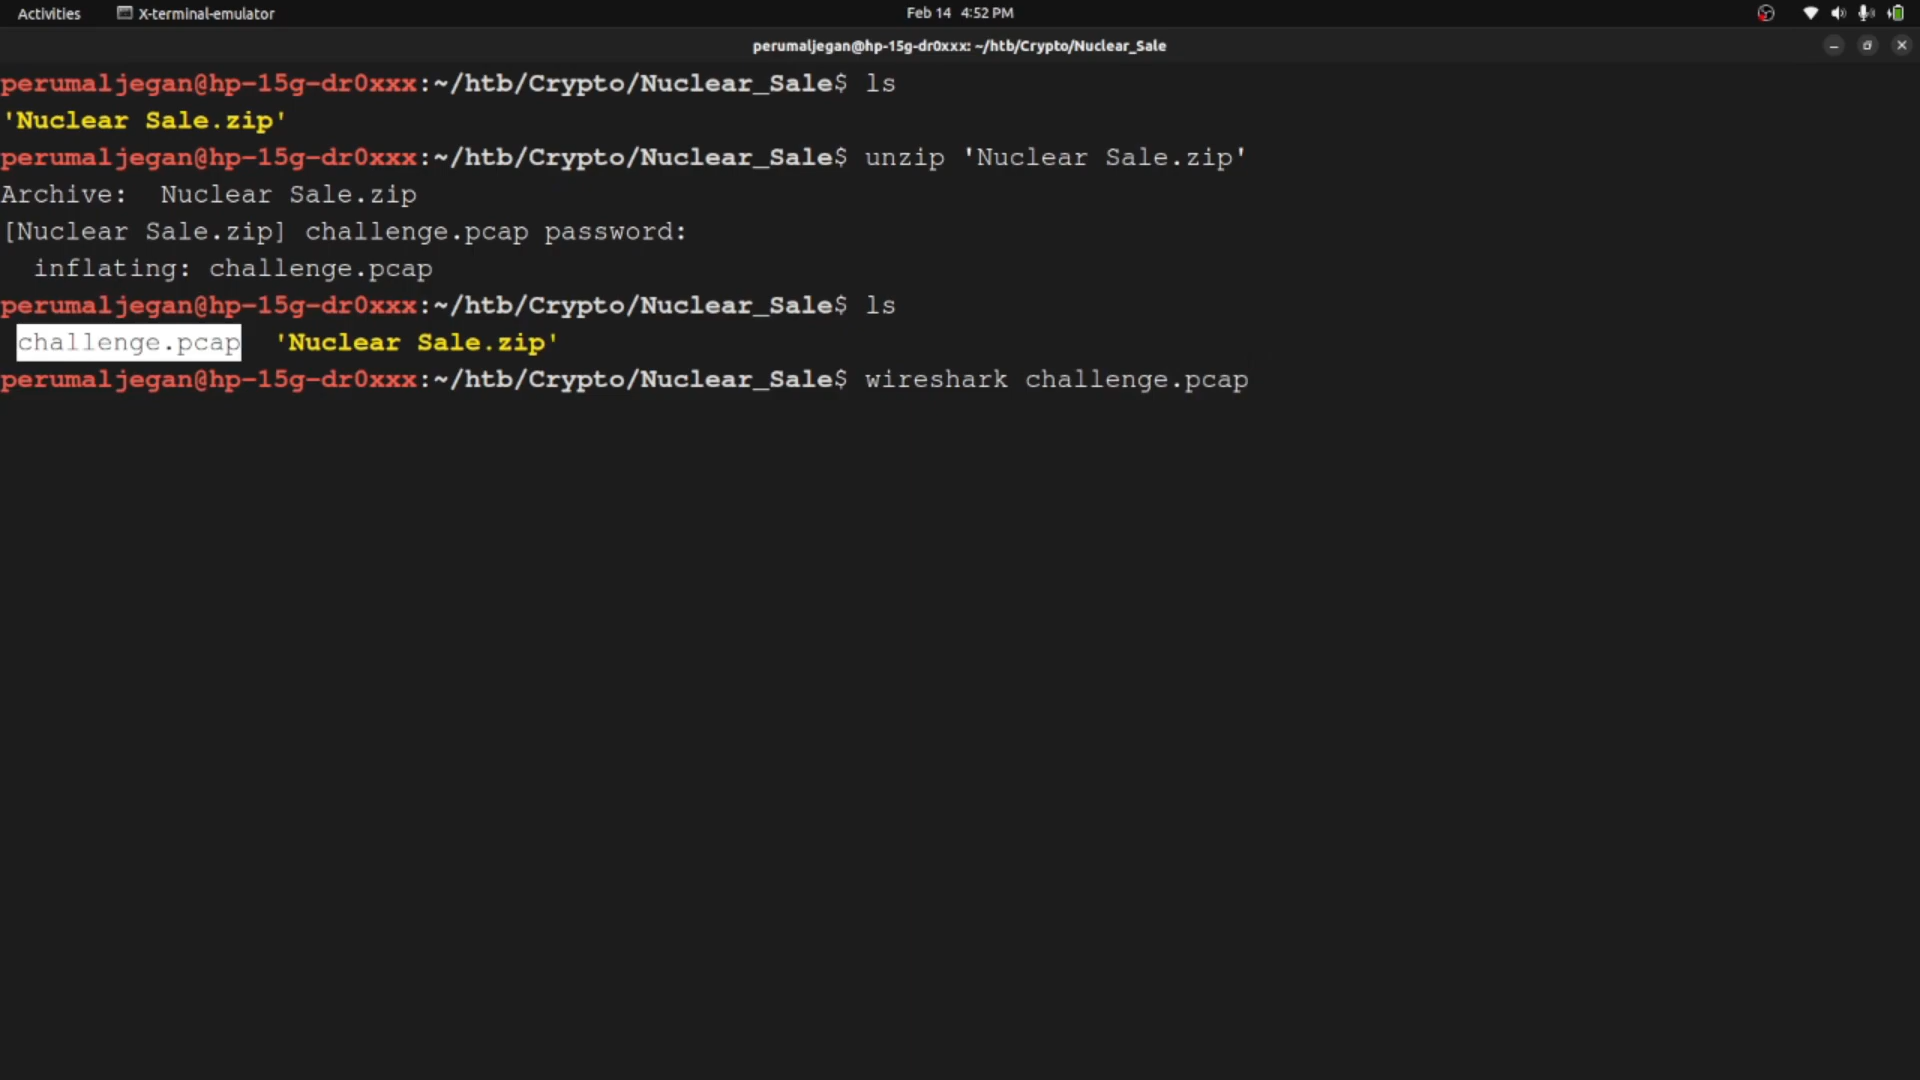 Activities X-terminal-emulator Feb 14 4:52 PM
perumaljegan@hp-15g-dr0xxx: ~/htb/Crypto/Nuclear_Sale
perumaljegan@hp-15g-dr0xxx:~/htb/Crypto/Nuclear_Sale$ ls
'Nuclear Sale.zip'
perumaljegan@hp-15g-dr0xxx:~/htb/Crypto/Nuclear_Sale$ unzip 'Nuclear Sale.zip'
Archive:  Nuclear Sale.zip
[Nuclear Sale.zip] challenge.pcap password:
  inflating: challenge.pcap
perumaljegan@hp-15g-dr0xxx:~/htb/Crypto/Nuclear_Sale$ ls
 challenge.pcap  'Nuclear Sale.zip'
perumaljegan@hp-15g-dr0xxx:~/htb/Crypto/Nuclear_Sale$ wireshark challenge.pcap